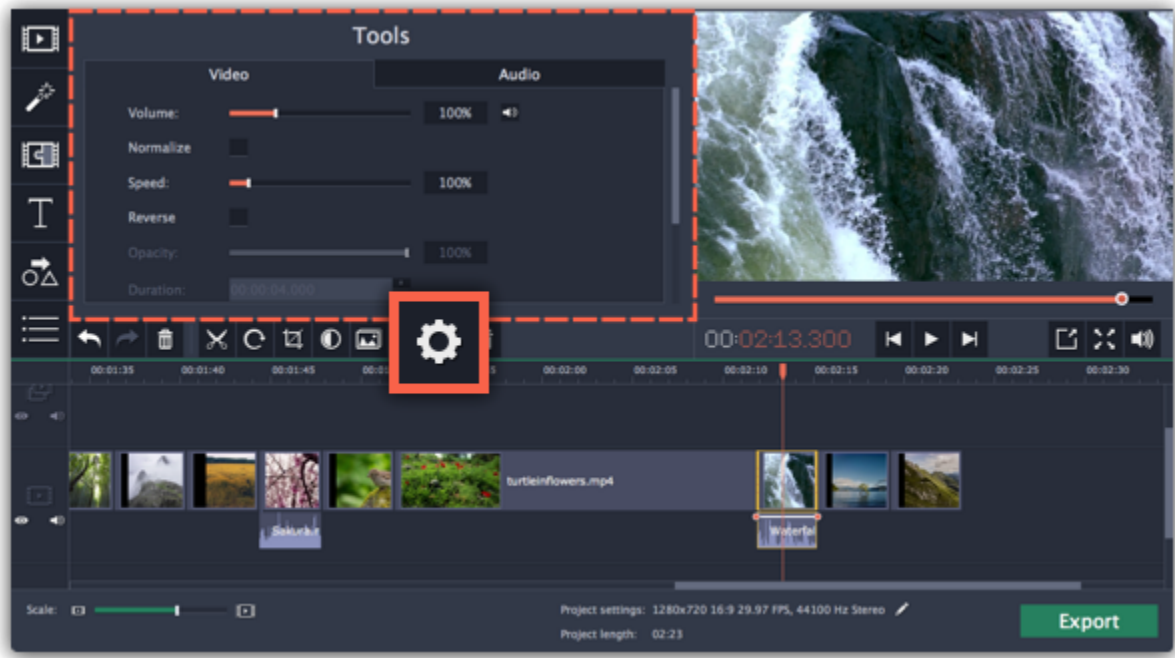 Tools
Video Audio
Volume: 100%
Normalize
Speed: 100%
Reverse
Opacity: 100%
Duration: 00:00:04.000
T
00:02:13.300
00:01:35 00:01:40 00:01:45 00:02:00 00:02:05 00:02:10 00:02:15 00:02:20 00:02:25 00:02:30
turtleinflowers.mp4
Sakura.r Waterfal
Scale:
Project settings: 1280x720 16:9 29.97 FPS, 44100 Hz Stereo
Project length: 02:23
Export